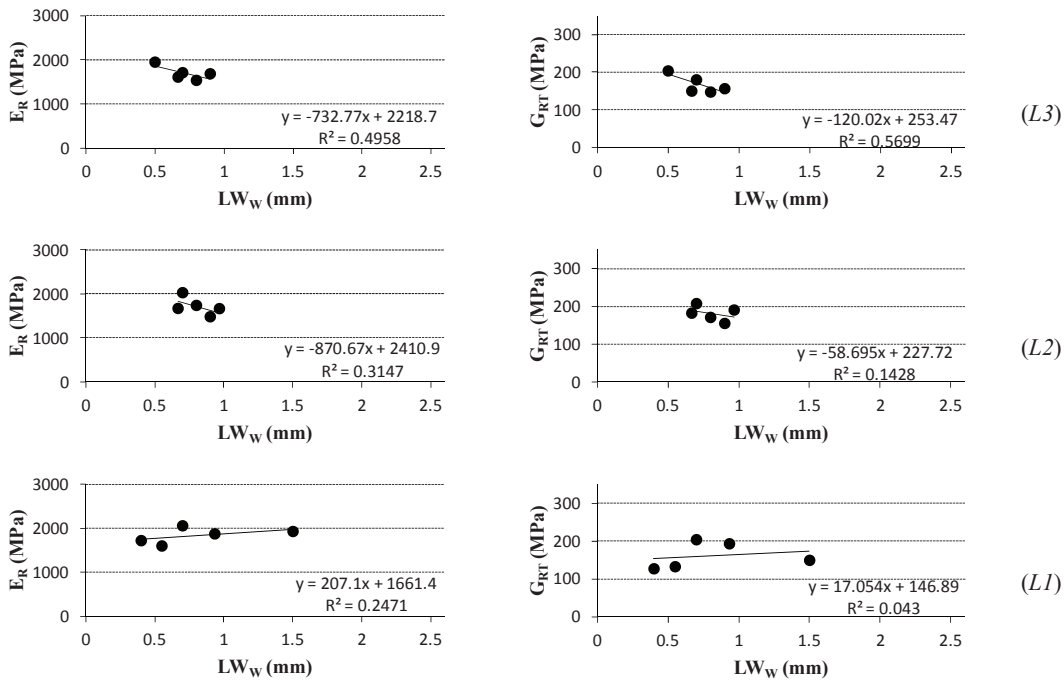 E_R (MPa)
3000
2000
1000
0
y = -732.77x + 2218.7
R² = 0.4958
0 0.5 1 1.5 2 2.5
LW_W (mm)
G_RT (MPa)
300
200
100
0
y = -120.02x + 253.47
R² = 0.5699
0 0.5 1 1.5 2 2.5
LW_W (mm)
(L3)
E_R (MPa)
3000
2000
1000
0
y = -870.67x + 2410.9
R² = 0.3147
0 0.5 1 1.5 2 2.5
LW_W (mm)
G_RT (MPa)
300
200
100
0
y = -58.695x + 227.72
R² = 0.1428
0 0.5 1 1.5 2 2.5
LW_W (mm)
(L2)
E_R (MPa)
3000
2000
1000
0
y = 207.1x + 1661.4
R² = 0.2471
0 0.5 1 1.5 2 2.5
LW_W (mm)
G_RT (MPa)
300
200
100
0
y = 17.054x + 146.89
R² = 0.043
0 0.5 1 1.5 2 2.5
LW_W (mm)
(L1)